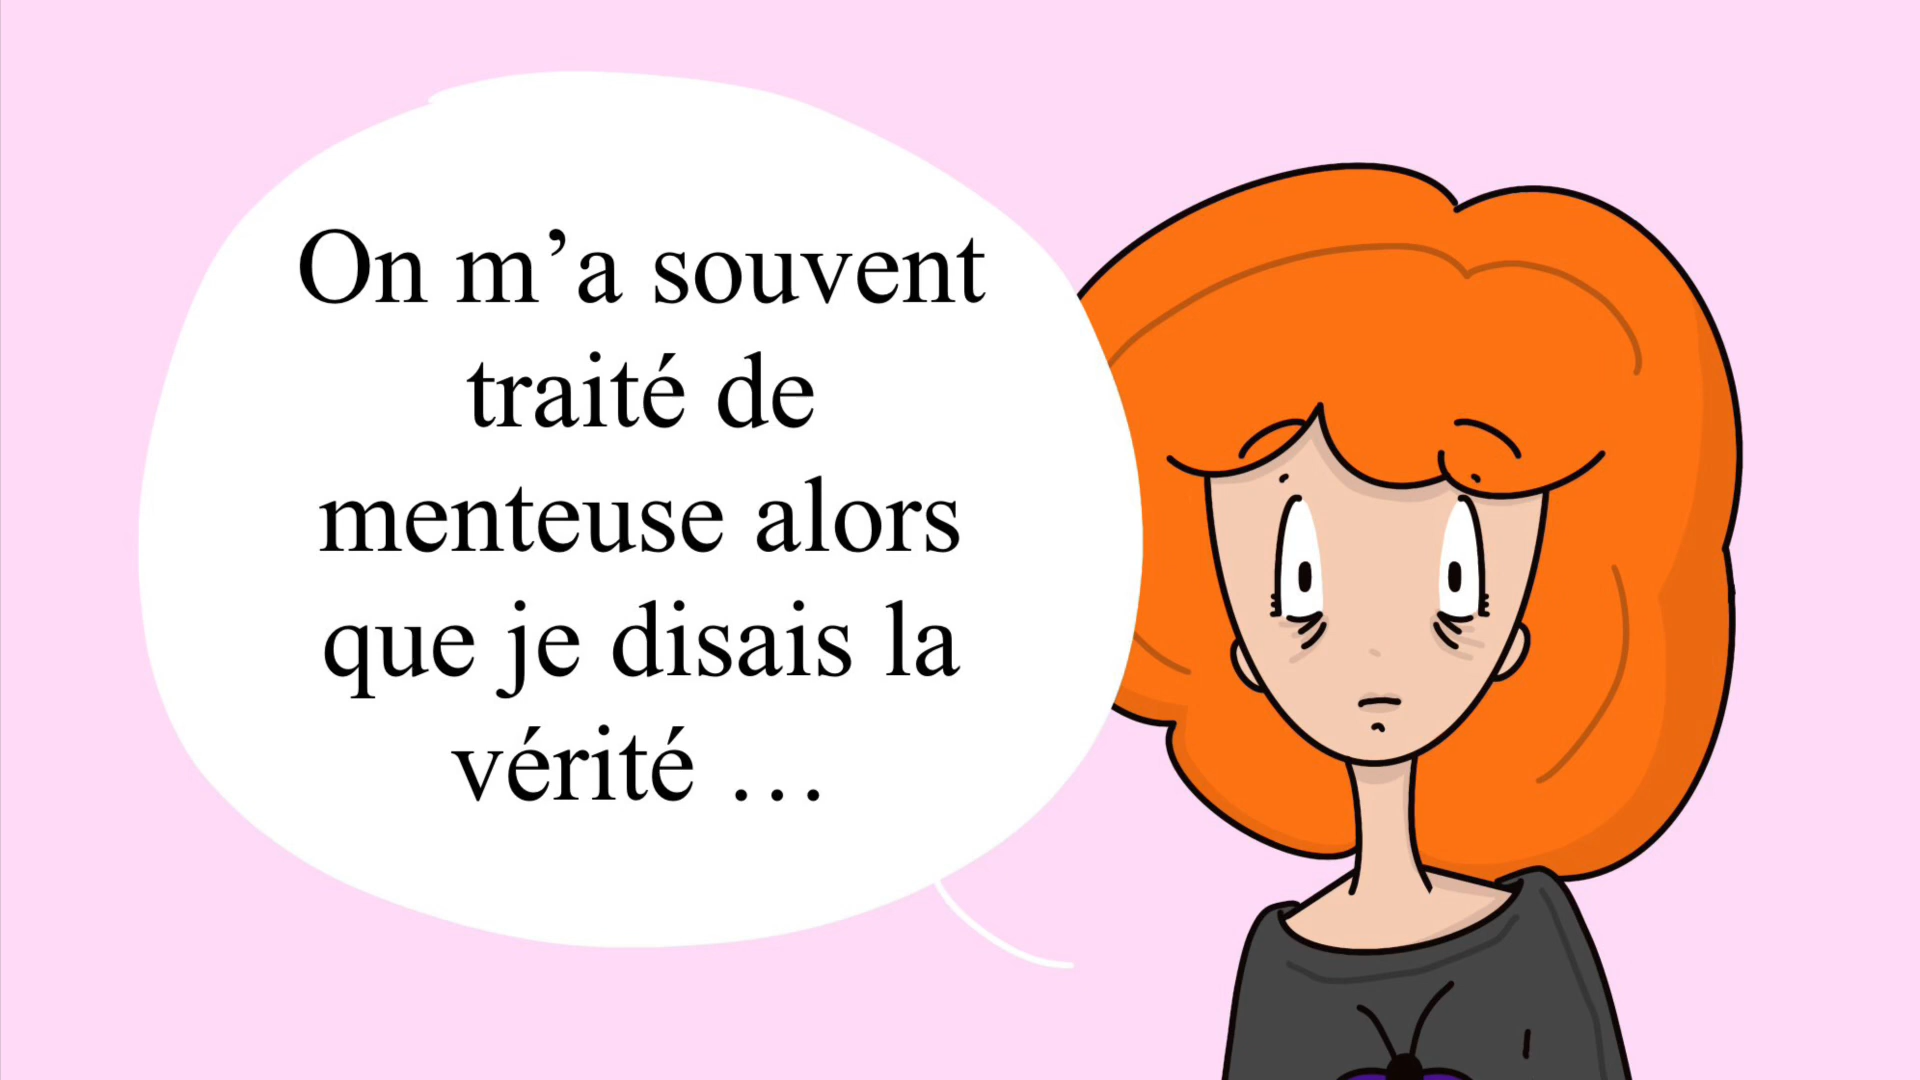 On m’a souvent
traité de
menteuse alors
que je disais la
vérité …